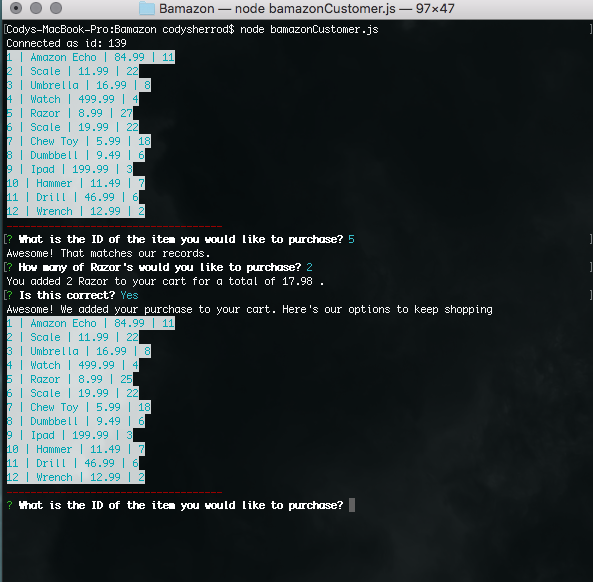 Bamazon — node bamazonCustomer.js — 97×47
[Codys-MacBook-Pro:Bamazon codysherrod$ node bamazonCustomer.js ]
Connected as id: 139
1 | Amazon Echo | 84.99 | 11
2 | Scale | 11.99 | 22
3 | Umbrella | 16.99 | 8
4 | Watch | 499.99 | 4
5 | Razor | 8.99 | 27
6 | Scale | 19.99 | 22
7 | Chew Toy | 5.99 | 18
8 | Dumbbell | 9.49 | 6
9 | Ipad | 199.99 | 3
10 | Hammer | 11.49 | 7
11 | Drill | 46.99 | 6
12 | Wrench | 12.99 | 2
-----------------------------------
[? What is the ID of the item you would like to purchase? 5 ]
Awesome! That matches our records.
[? How many of Razor's would you like to purchase? 2 ]
You added 2 Razor to your cart for a total of 17.98 .
[? Is this correct? Yes ]
Awesome! We added your purchase to your cart. Here's our options to keep shopping
1 | Amazon Echo | 84.99 | 11
2 | Scale | 11.99 | 22
3 | Umbrella | 16.99 | 8
4 | Watch | 499.99 | 4
5 | Razor | 8.99 | 25
6 | Scale | 19.99 | 22
7 | Chew Toy | 5.99 | 18
8 | Dumbbell | 9.49 | 6
9 | Ipad | 199.99 | 3
10 | Hammer | 11.49 | 7
11 | Drill | 46.99 | 6
12 | Wrench | 12.99 | 2
-----------------------------------
? What is the ID of the item you would like to purchase?